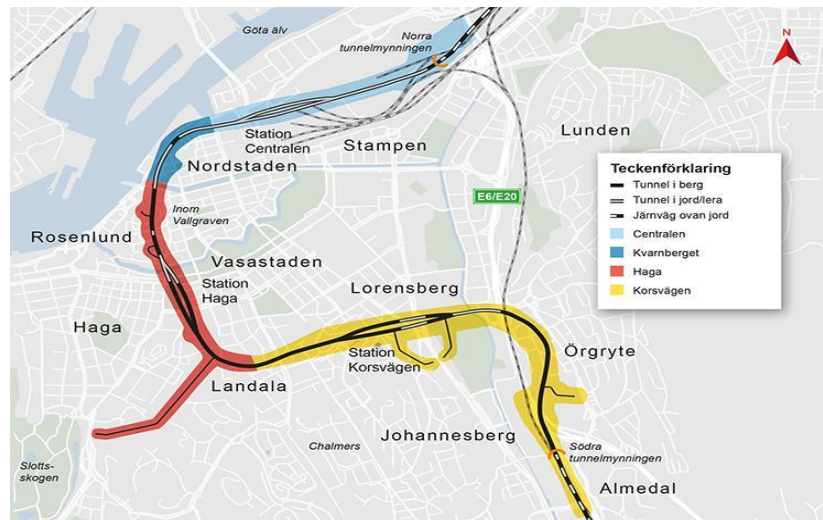 Göta älv
Norra
tunnelmynningen
N
Station
Centralen
Stampen
Lunden
Nordstaden
Teckenförklaring
Tunnel i berg
Tunnel i jord/lera
Järnväg ovan jord
Centralen
Kvarnberget
Haga
Korsvägen
E6/E20
Inom
Vallgraven
Rosenlund
Vasastaden
Station
Haga
Lorensberg
Haga
Station
Korsvägen
Örgryte
Landala
Johannesberg
Chalmers
Södra
tunnelmynningen
Slotts-
skogen
Almedal